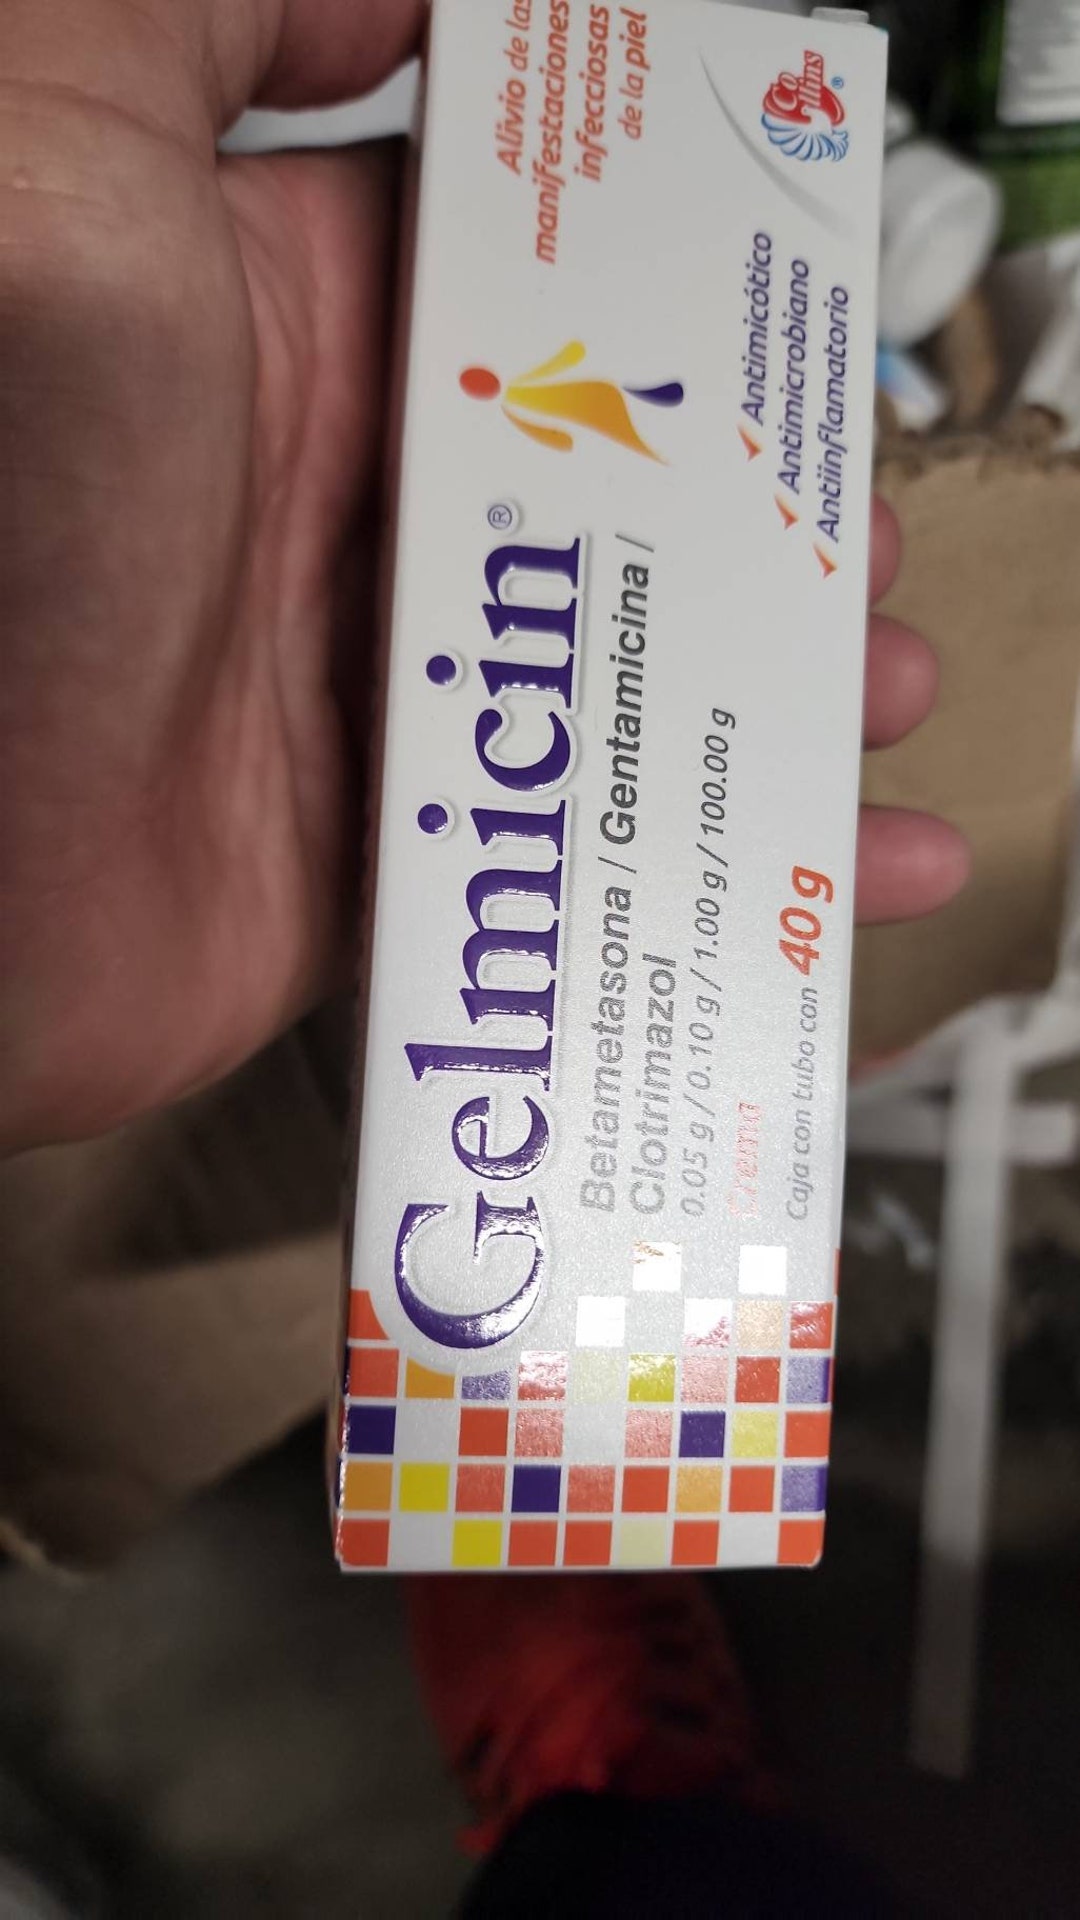 Gelmicin®
Betametasona / Gentamicina /
Clotrimazol
0.05 g / 0.10 g / 1.00 g / 100.00 g
Crema
Caja con tubo con 40 g
Alivio de las
manifestaciones
infecciosas
de la piel
Antimicótico
Antimicrobiano
Antiinflamatorio
Collins®